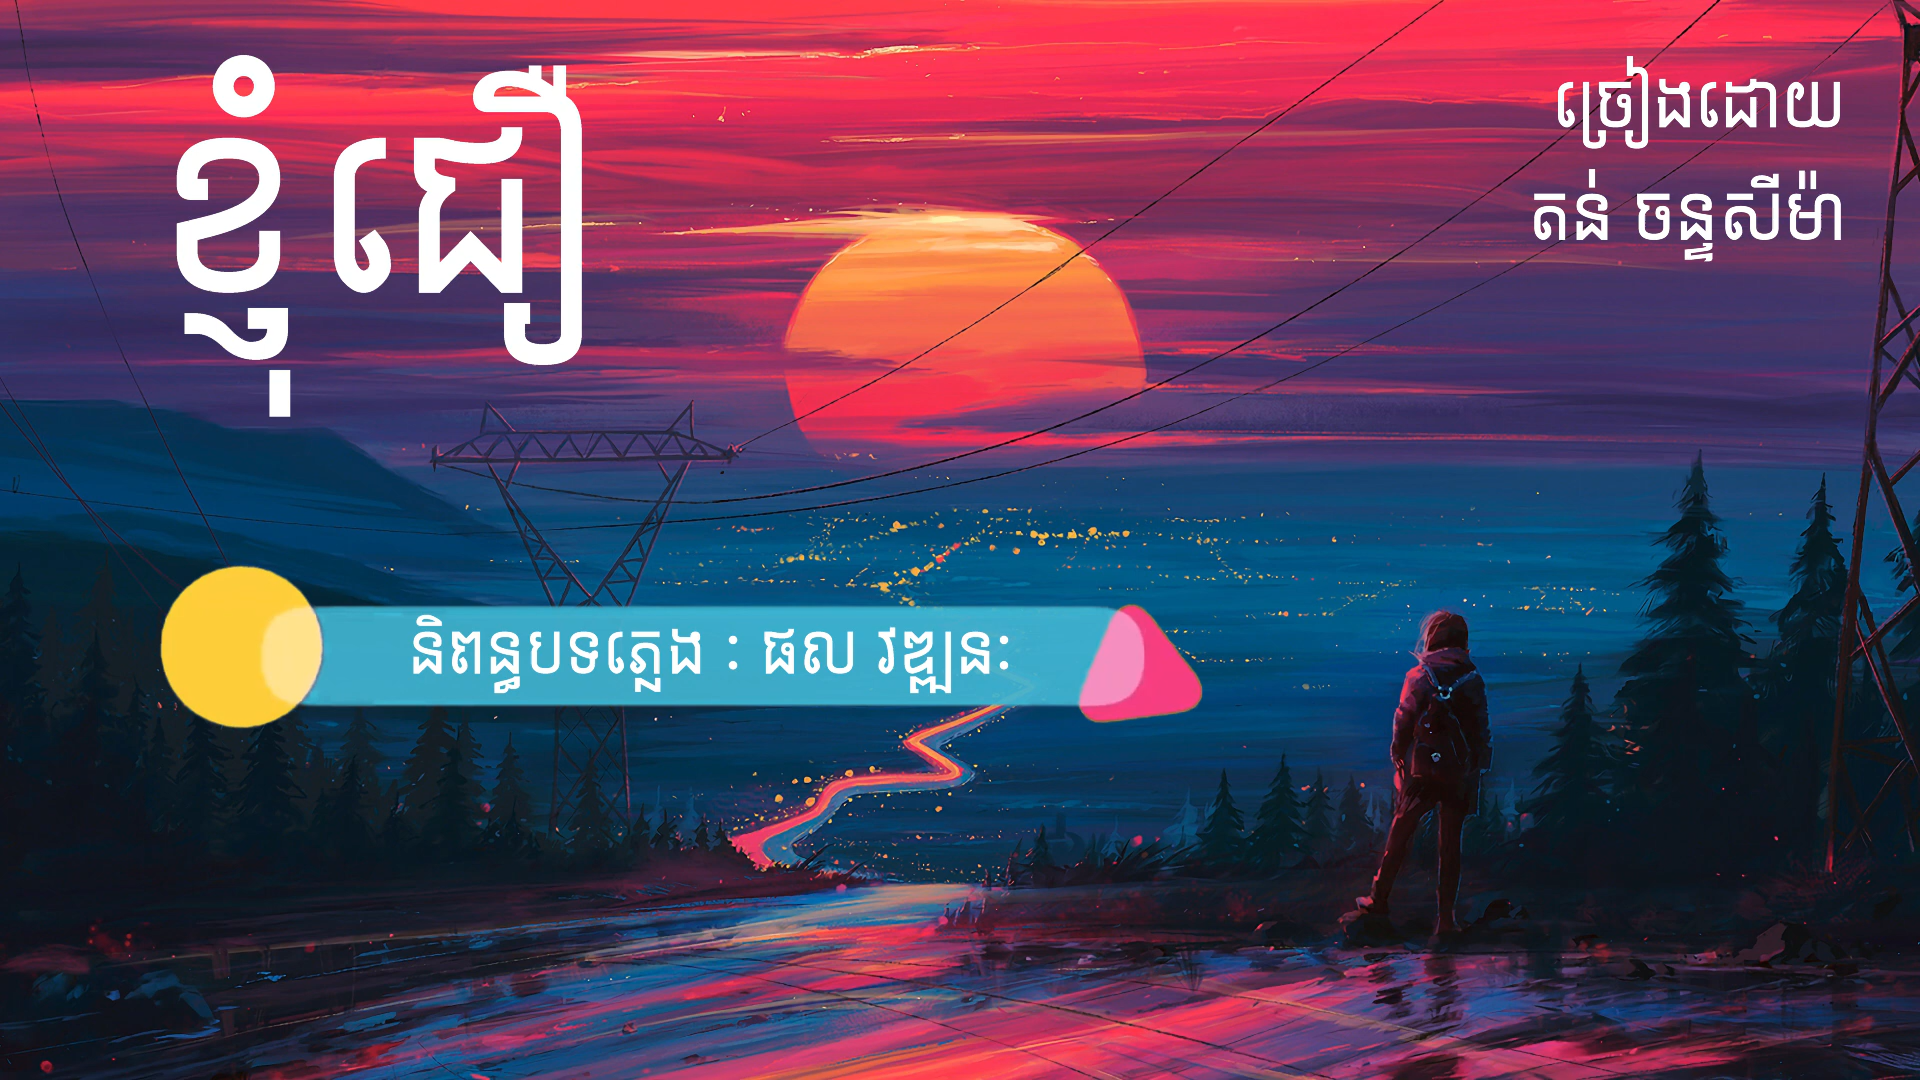 ខ្ញុំជឿ
ច្រៀងដោយ
តន់ ចន្ទសីម៉ា
និពន្ធបទភ្លេង : ផល វឌ្ឍនៈ